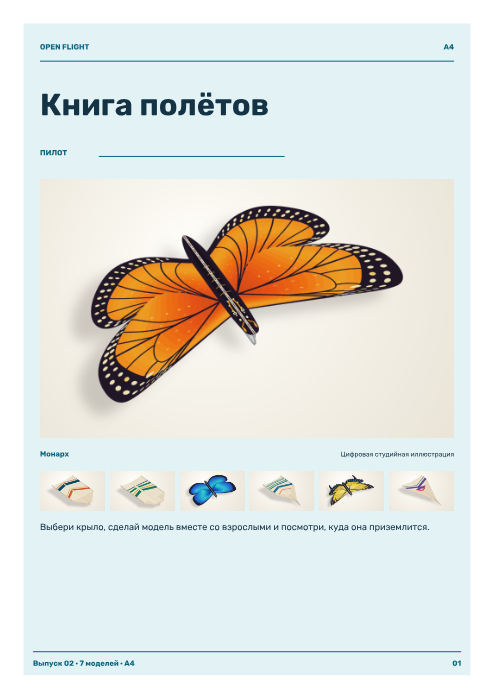 OPEN FLIGHT
A4
Книга полётов
ПИЛОТ
Монарх
Цифровая студийная иллюстрация
Выбери крыло, сделай модель вместе со взрослыми и посмотри, куда она приземлится.
Выпуск 02 · 7 моделей · A4
01